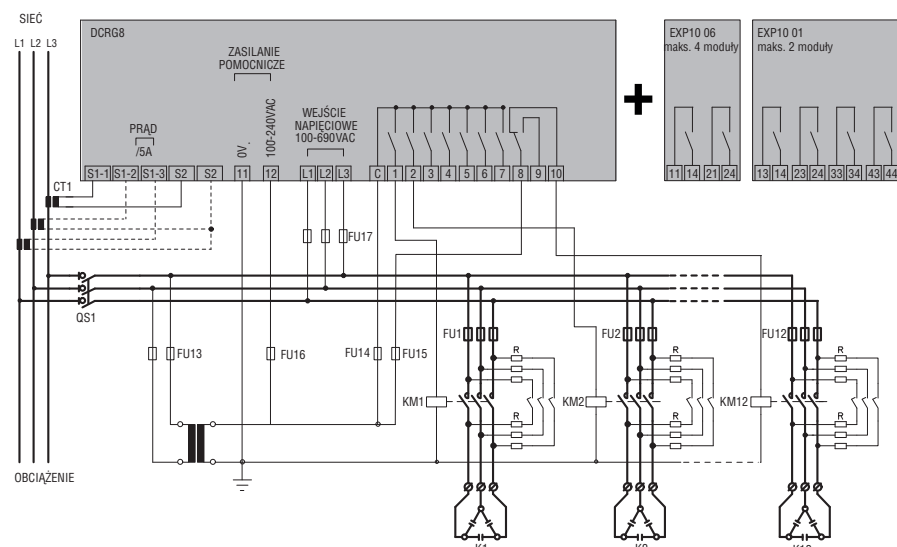 SIEĆ
L1 L2 L3
DCRG8
ZASILANIE
POMOCNICZE
PRĄD
/5A
0V.
100-240VAC
WEJŚCIE
NAPIĘCIOWE
100-690VAC
EXP10 06
maks. 4 moduły
EXP10 01
maks. 2 moduły
S1-1 S1-2 S1-3 S2 S2 11 12 L1 L2 L3 C 1 2 3 4 5 6 7 8 9 10
11 14 21 24
13 14 23 24 33 34 43 44
CT1
FU17
QS1
FU13 FU16 FU14 FU15
FU1 FU2 FU12
R R R
KM1 KM2 KM12
R R R
OBCIĄŻENIE
K1